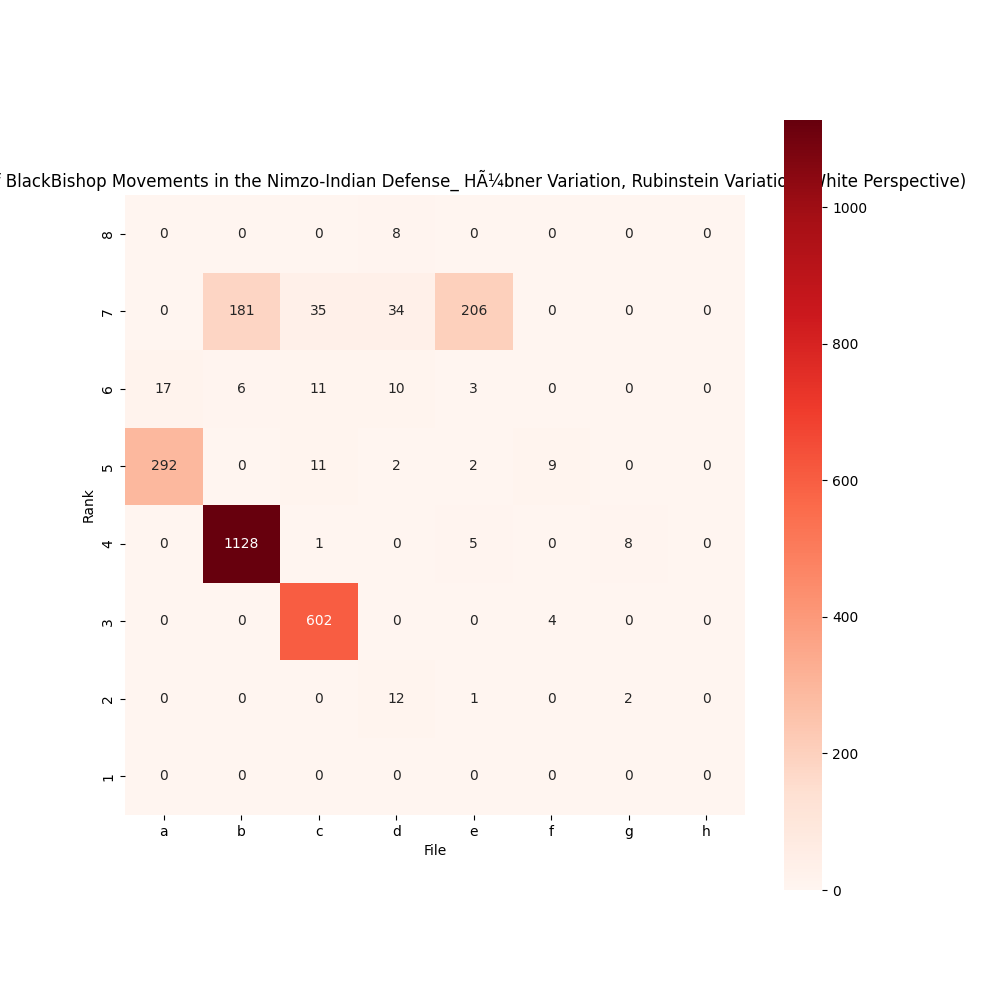 BlackBishop Movements in the Nimzo-Indian Defense_ HÃ¼bner Variation, Rubinstein Perspective)
1000
8 0 0 0 8 0 0 0 0
7 0 181 35 34 206 0 0 0
800
6 17 6 11 10 3 0 0 0
600
5 292 0 11 2 2 9 0 0
Rank
4 0 1128 1 0 5 0 8 0
400
3 0 0 602 0 0 4 0 0
2 0 0 0 12 1 0 2 0
200
1 0 0 0 0 0 0 0 0
a b c d e f g h
File
0